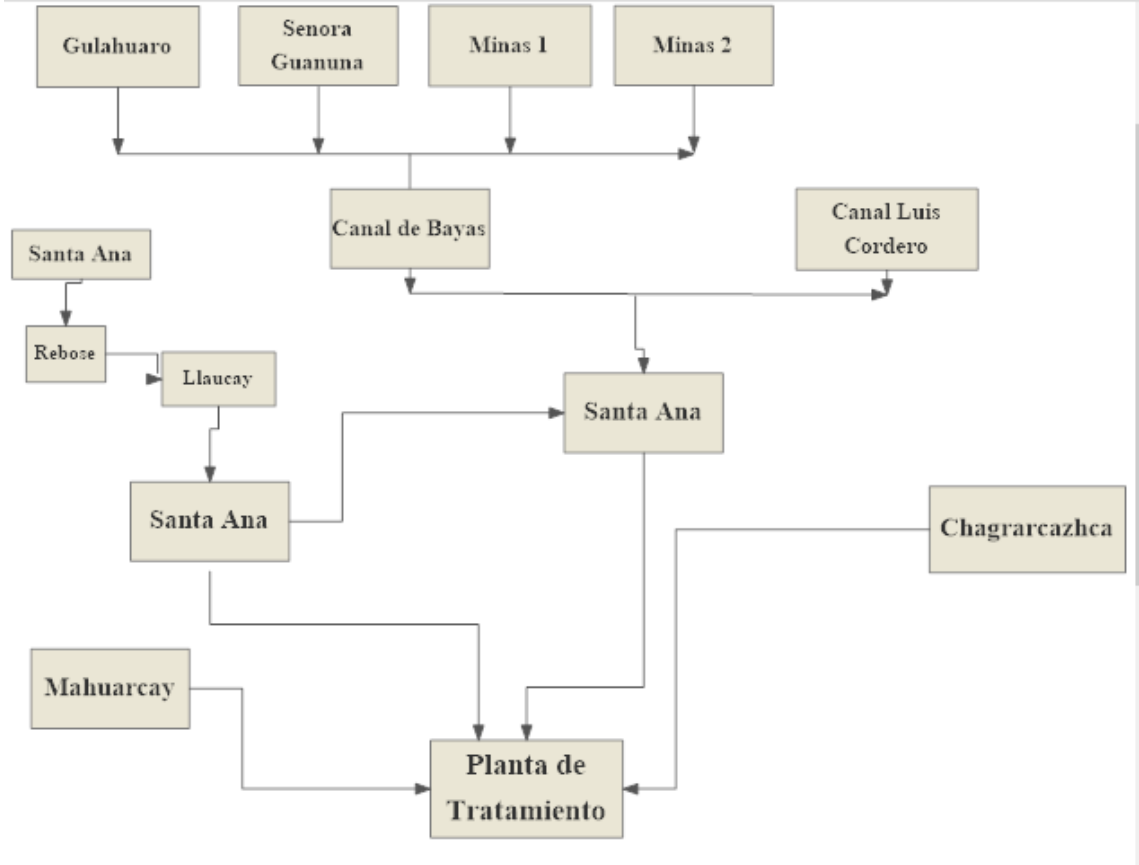 Gulahuaro
Senora
Guanuna
Minas 1
Minas 2
Canal de Bayas
Canal Luis
Cordero
Santa Ana
Rebose
Llaucay
Santa Ana
Santa Ana
Chagrarcazhca
Mahuarcay
Planta de
Tratamiento